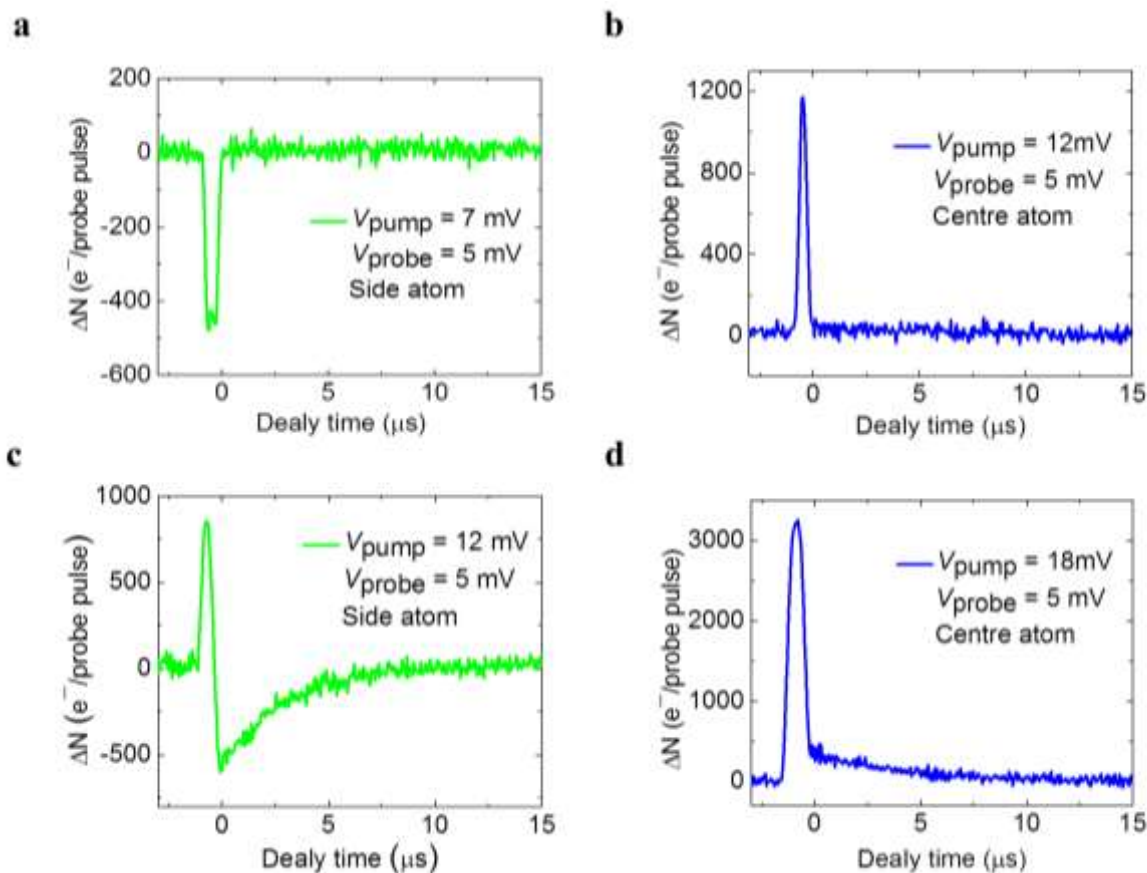 a
200
0
-200
-400
-600
ΔN (e⁻/probe pulse)
Vpump = 7 mV
Vprobe = 5 mV
Side atom
0 5 10 15
Dealy time (μs)
b
1200
800
400
0
ΔN (e⁻/probe pulse)
Vpump = 12mV
Vprobe = 5 mV
Centre atom
0 5 10 15
Dealy time (μs)
c
1000
500
0
-500
ΔN (e⁻/probe pulse)
Vpump = 12 mV
Vprobe = 5 mV
Side atom
0 5 10 15
Dealy time (μs)
d
3000
2000
1000
0
ΔN (e⁻/probe pulse)
Vpump = 18mV
Vprobe = 5 mV
Centre atom
0 5 10 15
Dealy time (μs)